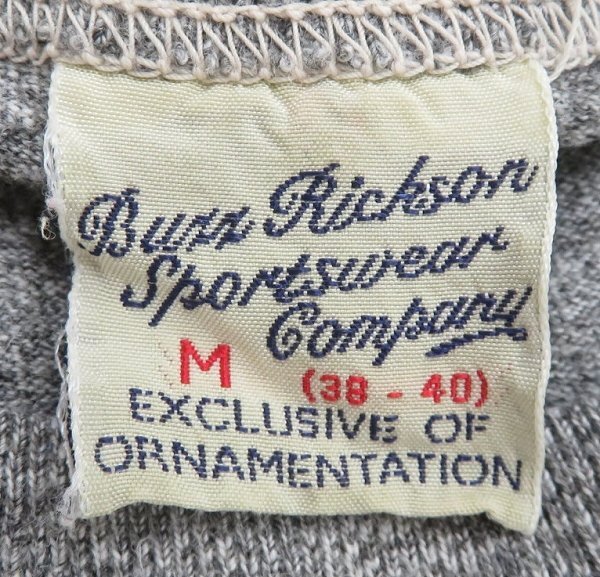 Buzz Rickson
Sportswear
Company
M (38 - 40)
EXCLUSIVE OF
ORNAMENTATION